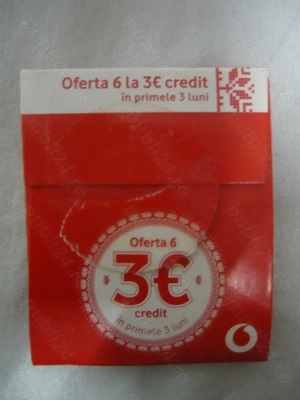 Oferta 6 la 3€ credit
în primele 3 luni
Oferta 6
3€
credit
în primele 3 luni